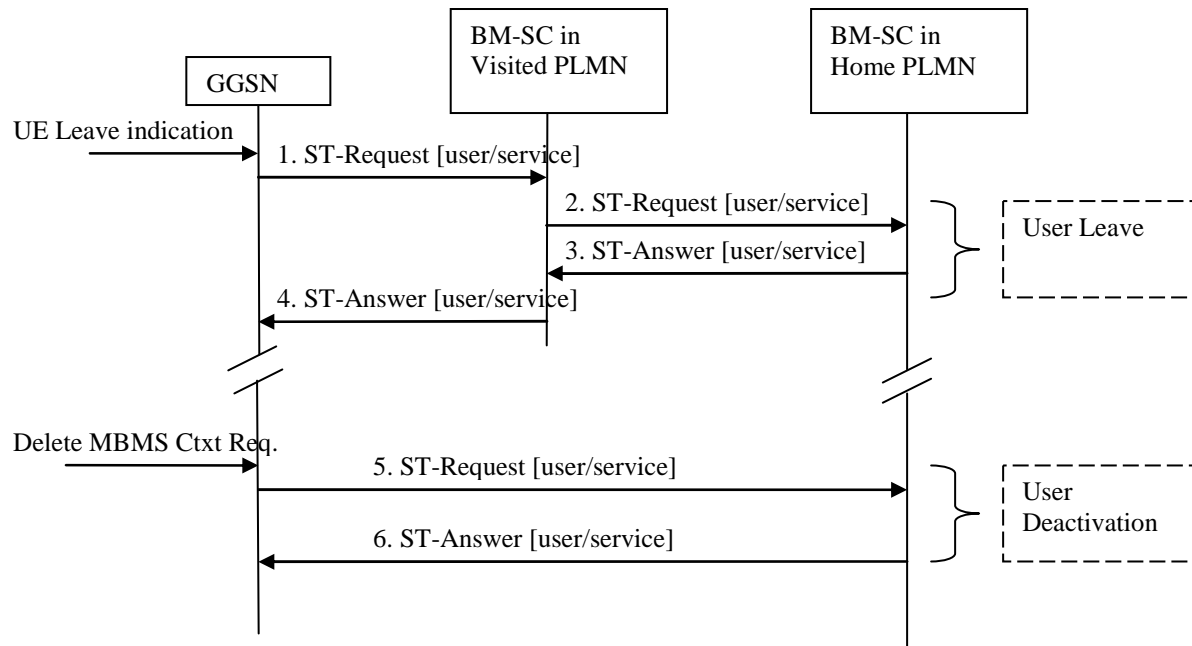 BM-SC in
Visited PLMN
BM-SC in
Home PLMN
GGSN
UE Leave indication
1. ST-Request [user/service]
2. ST-Request [user/service]
3. ST-Answer [user/service]
4. ST-Answer [user/service]
User Leave
Delete MBMS Ctxt Req.
5. ST-Request [user/service]
6. ST-Answer [user/service]
User
Deactivation